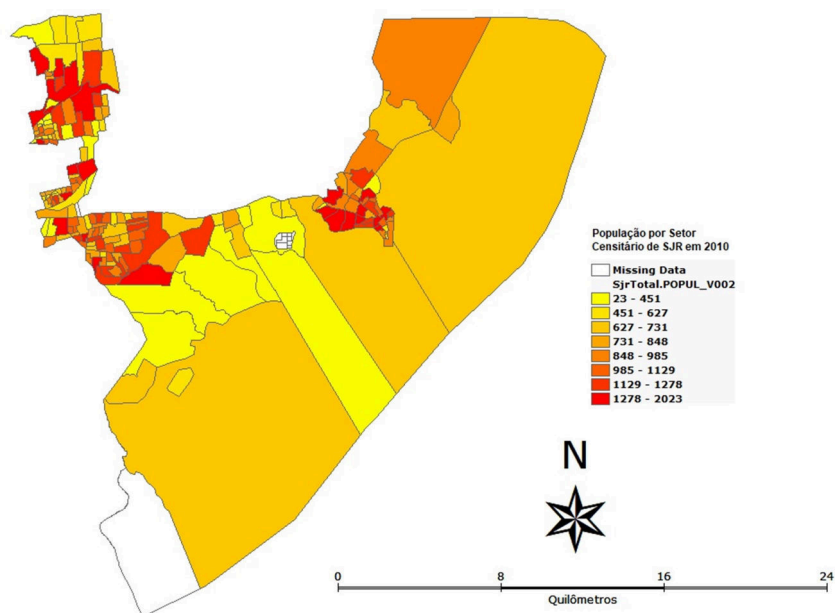 População por Setor
Censitário de SJR em 2010
Missing Data
SjrTotal.POPUL_V002
23 - 451
451 - 627
627 - 731
731 - 848
848 - 985
985 - 1129
1129 - 1278
1278 - 2023
N
0 8 16 24
Quilômetros